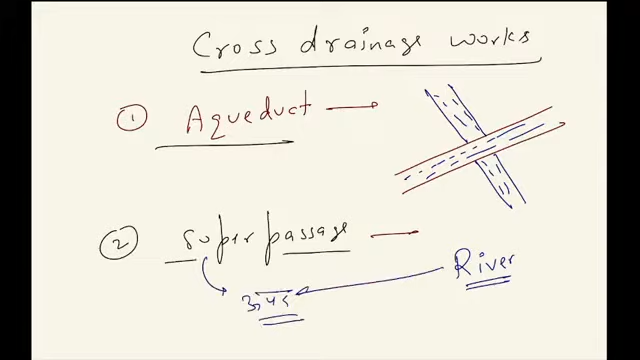 Cross drainage works
① Aqueduct
② Super passage
River